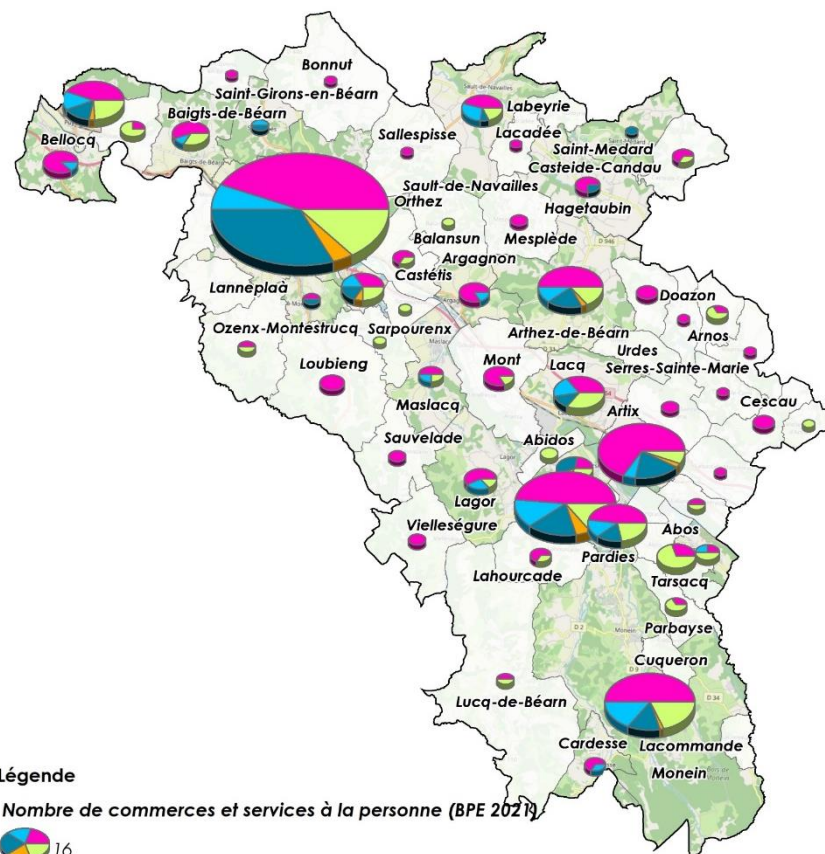 Bonnut
Saint-Girons-en-Béarn
Baigts-de-Béarn
Labeyrie
Lacadée
Bellocq
Sallespisse
Saint-Medard
Casteide-Candau
Sault-de-Navailles
Orthez
Hagetaubin
Balansun
Mesplède
Argagnon
Castétis
Lanneplaà
Doazon
Ozenx-Montestrucq
Sarpourenx
Arthez-de-Béarn
Arnos
Urdes
Loubieng
Mont
Lacq
Serres-Sainte-Marie
Maslacq
Artix
Cescau
Sauvelade
Abidos
Lagor
Vielleségure
Abos
Pardies
Lahourcade
Tarsacq
Parbayse
Cuqueron
Lucq-de-Béarn
Cardesse
Lacommande
Monein
Légende
Nombre de commerces et services à la personne (BPE 2021)
16